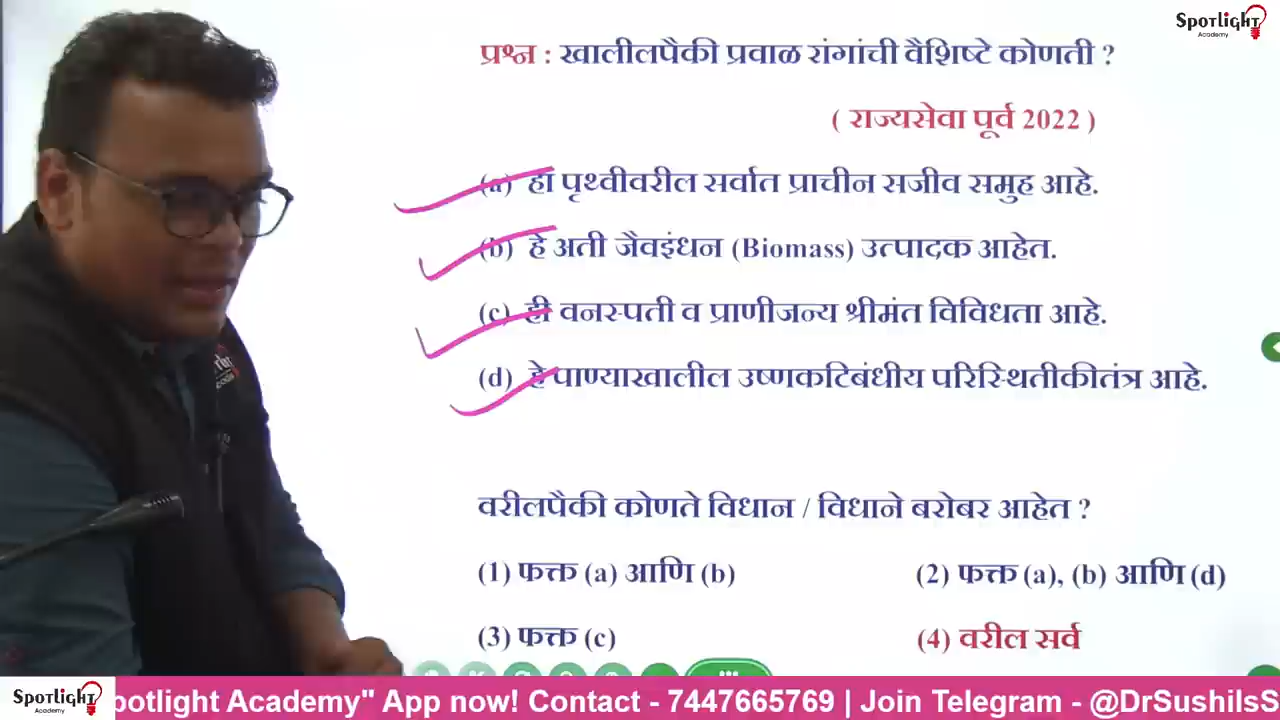 Spotlight
Academy
प्रश्न : खालीलपैकी प्रवाळ रांगांची वैशिष्टे कोणती ?
( राज्यसेवा पूर्व 2022 )
(a) हा पृथ्वीवरील सर्वात प्राचीन सजीव समुह आहे.
(b) हे अती जैवइंधन (Biomass) उत्पादक आहेत.
(c) ही वनस्पती व प्राणीजन्य श्रीमंत विविधता आहे.
(d) हे पाण्याखालील उष्णकटिबंधीय परिस्थितीकीतंत्र आहे.
वरीलपैकी कोणते विधान / विधाने बरोबर आहेत ?
(1) फक्त (a) आणि (b)
(2) फक्त (a), (b) आणि (d)
(3) फक्त (c)
(4) वरील सर्व
Spotlight
Academy
potlight Academy" App now! Contact - 7447665769 | Join Telegram - @DrSushilsS